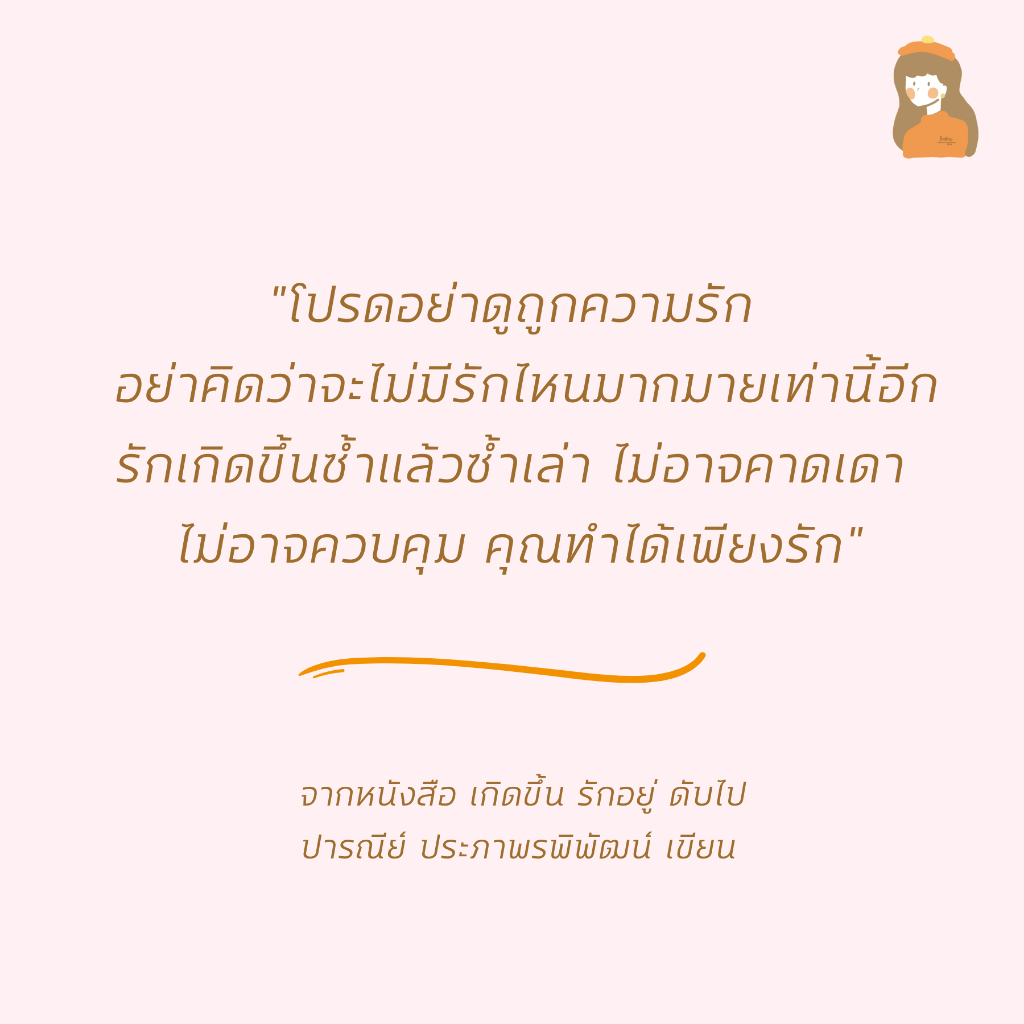 "โปรดอย่าดูถูกความรัก
อย่าคิดว่าจะไม่มีรักไหนมากมายเท่านี้อีก
รักเกิดขึ้นซ้ำแล้วซ้ำเล่า ไม่อาจคาดเดา
ไม่อาจควบคุม คุณทำได้เพียงรัก"
จากหนังสือ เกิดขึ้น รักอยู่ ดับไป
ปารณีย์ ประภาพรพิพัฒน์ เขียน